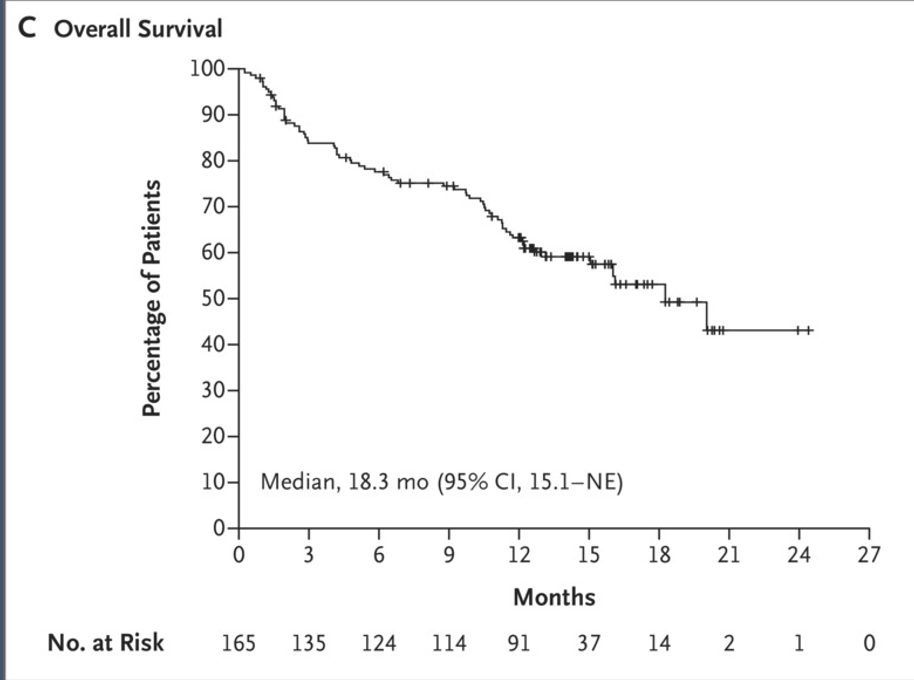 C Overall Survival
100
90
80
70
60
50
40
30
20
10
0
Percentage of Patients
Median, 18.3 mo (95% CI, 15.1–NE)
0 3 6 9 12 15 18 21 24 27
Months
No. at Risk 165 135 124 114 91 37 14 2 1 0